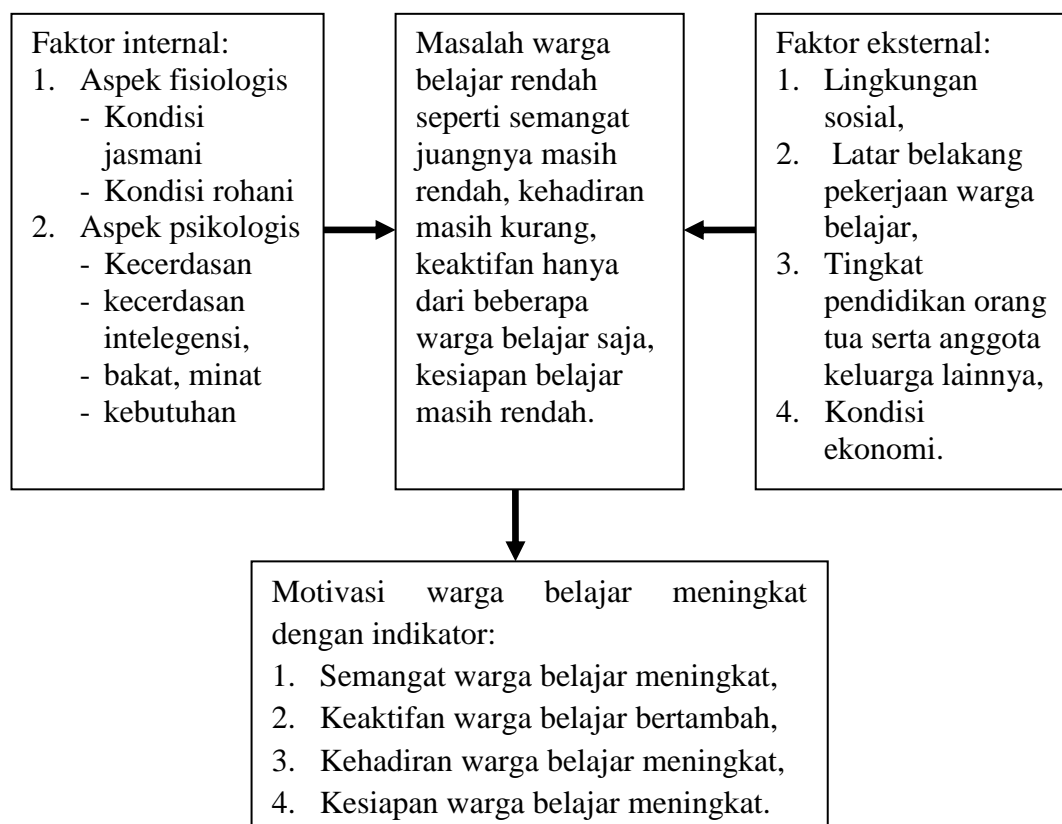 Faktor internal:
1. Aspek fisiologis
- Kondisi
jasmani
- Kondisi rohani
2. Aspek psikologis
- Kecerdasan
- kecerdasan
intelegensi,
- bakat, minat
- kebutuhan
Masalah warga
belajar rendah
seperti semangat
juangnya masih
rendah, kehadiran
masih kurang,
keaktifan hanya
dari beberapa
warga belajar saja,
kesiapan belajar
masih rendah.
Faktor eksternal:
1. Lingkungan
sosial,
2. Latar belakang
pekerjaan warga
belajar,
3. Tingkat
pendidikan orang
tua serta anggota
keluarga lainnya,
4. Kondisi
ekonomi.
Motivasi warga belajar meningkat
dengan indikator:
1. Semangat warga belajar meningkat,
2. Keaktifan warga belajar bertambah,
3. Kehadiran warga belajar meningkat,
4. Kesiapan warga belajar meningkat.